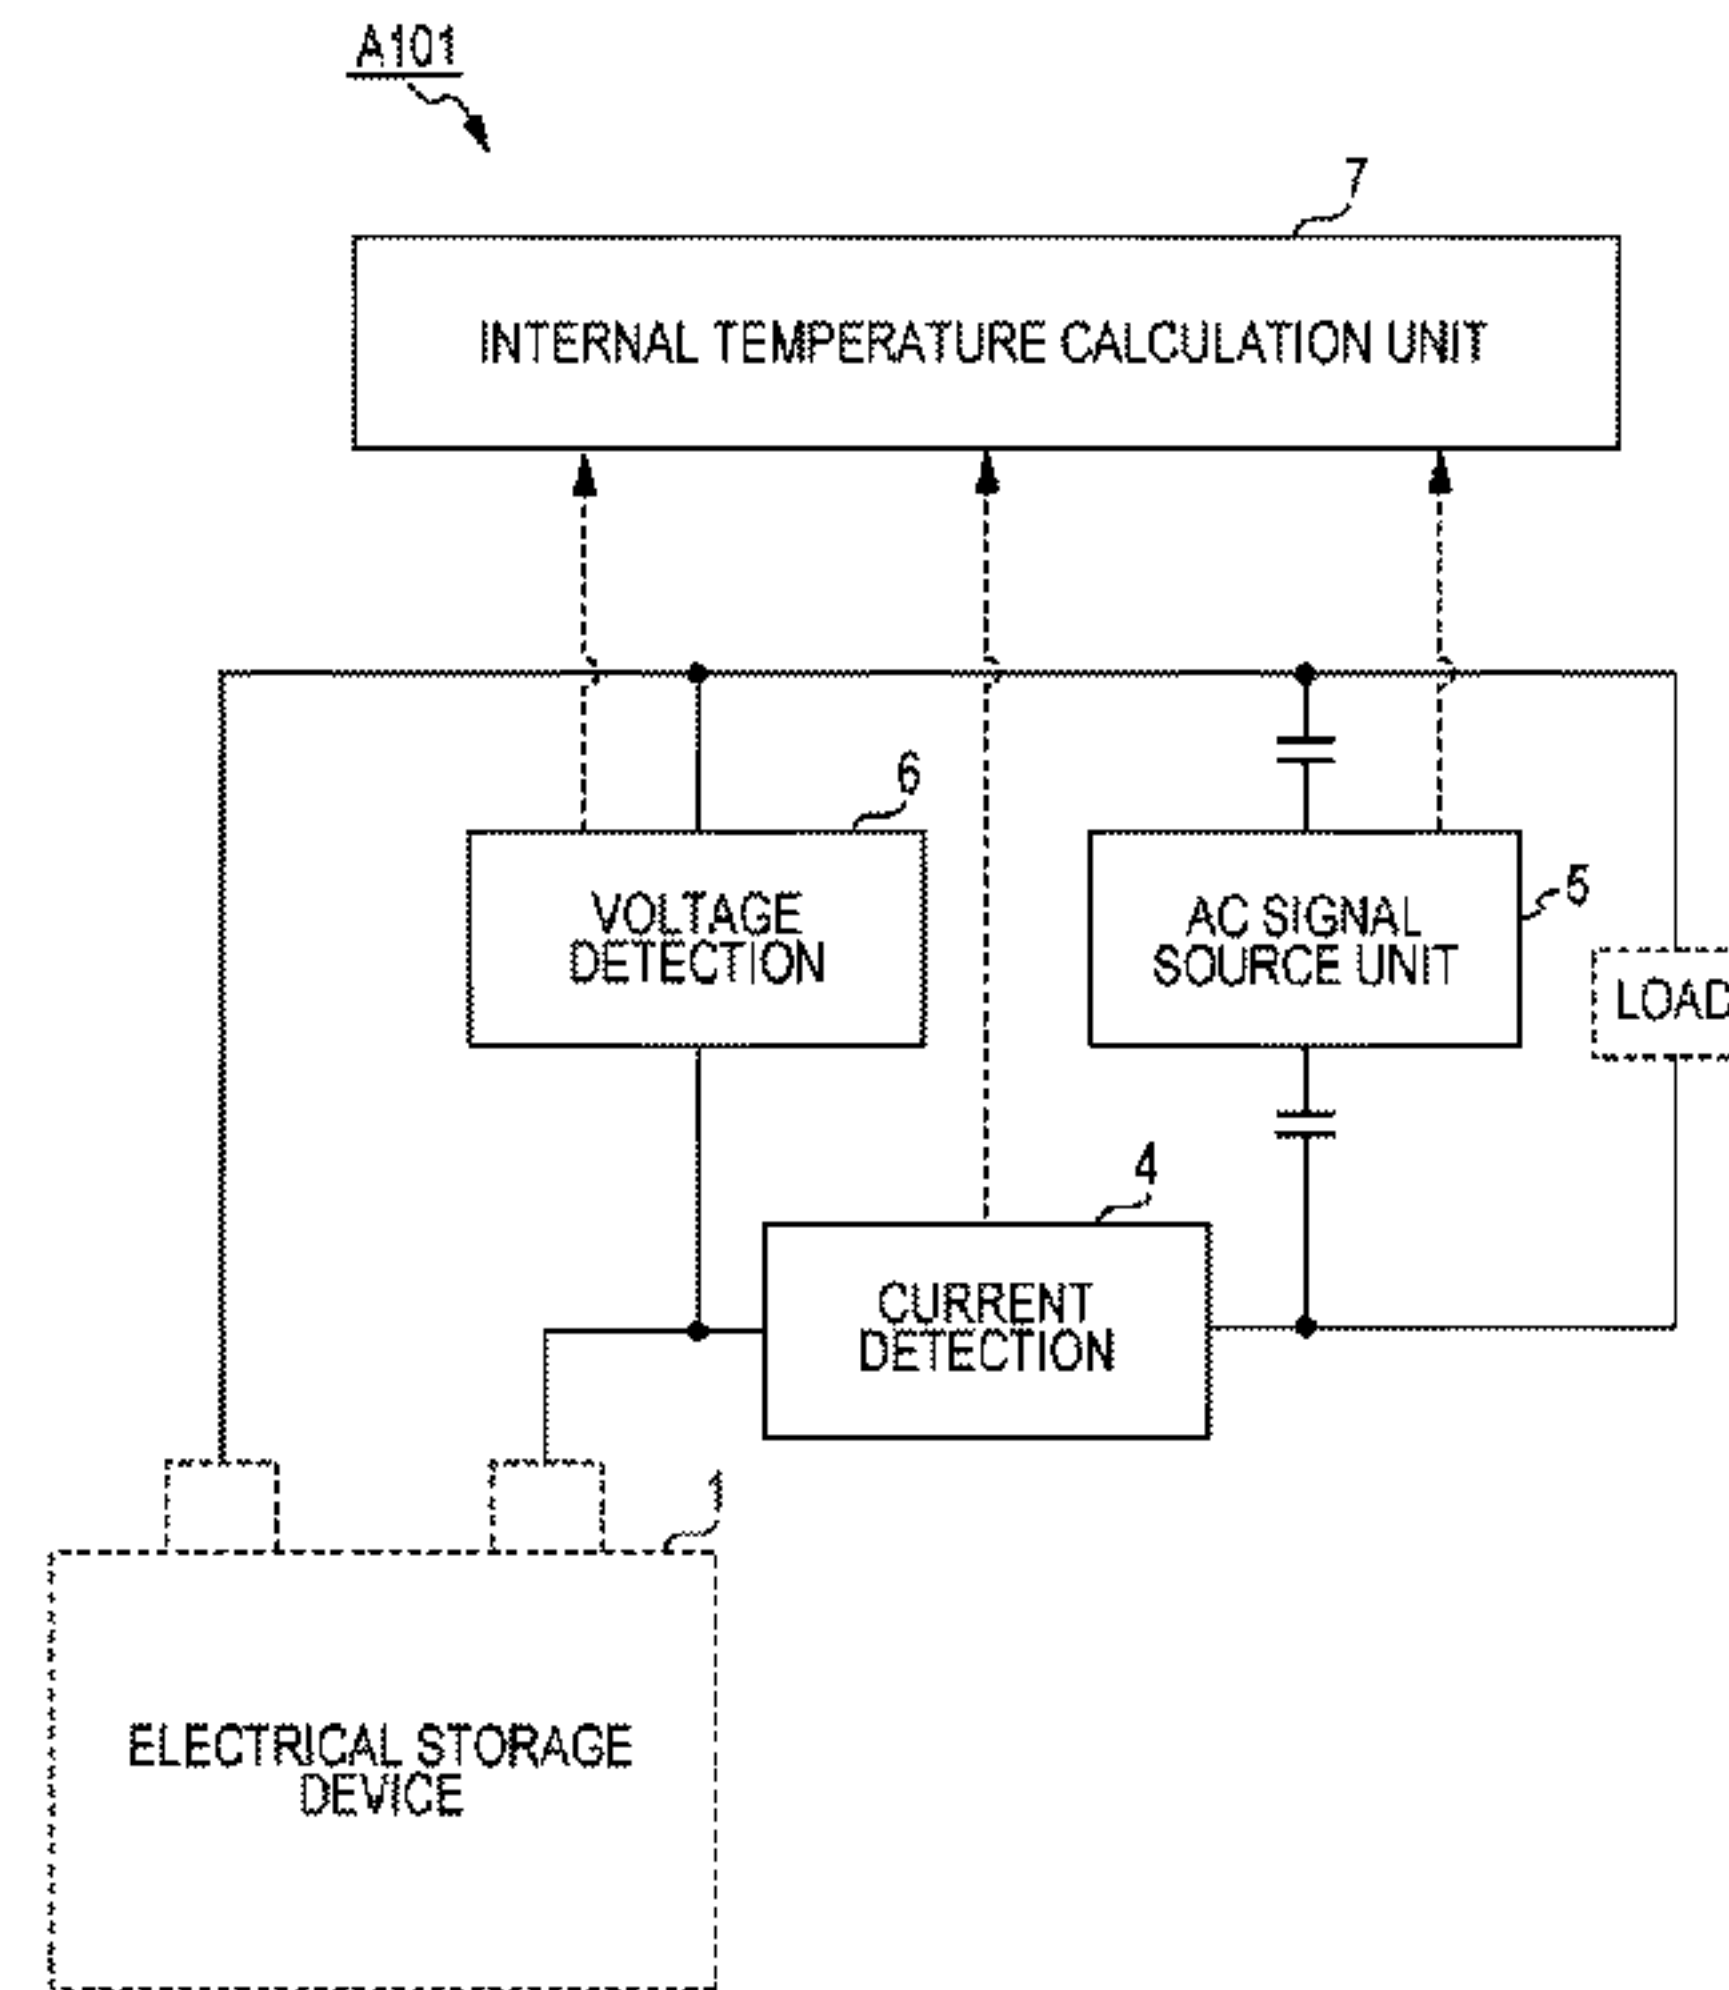 A101
7
INTERNAL TEMPERATURE CALCULATION UNIT
6
VOLTAGE
DETECTION
AC SIGNAL
SOURCE UNIT
5
LOAD
4
CURRENT
DETECTION
1
ELECTRICAL STORAGE
DEVICE